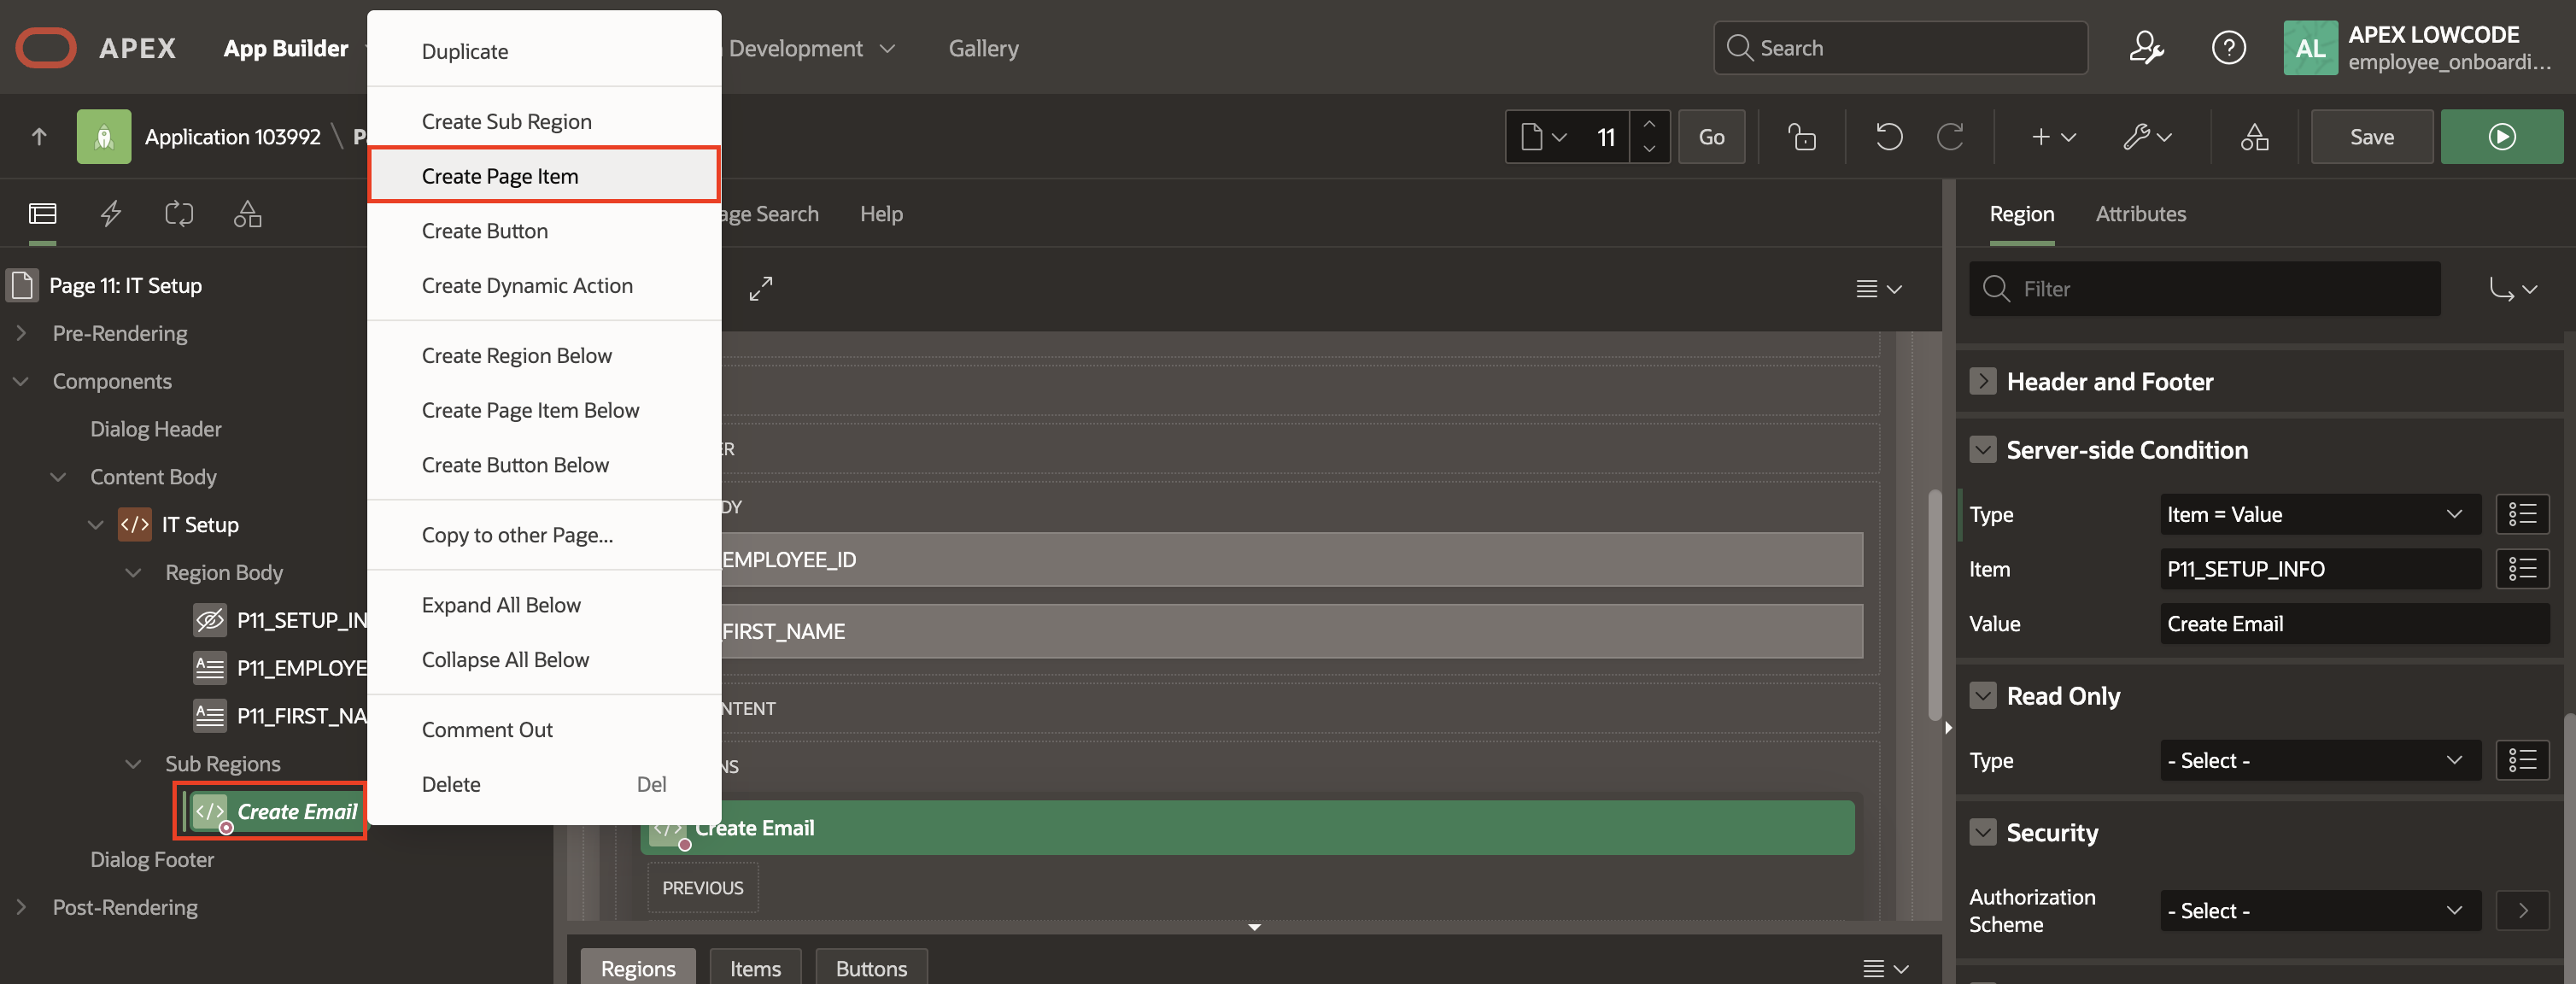 APEX
App Builder
Development
Gallery
Search
AL
APEX LOWCODE
employee_onboardi...
Application 103992 \ P
11
Go
Save
Duplicate
Create Sub Region
Create Page Item
Create Button
Create Dynamic Action
Create Region Below
Create Page Item Below
Create Button Below
Copy to other Page...
Expand All Below
Collapse All Below
Comment Out
Delete Del
Page 11: IT Setup
Pre-Rendering
Components
Dialog Header
Content Body
</> IT Setup
Region Body
P11_SETUP_IN
P11_EMPLOYE
P11_FIRST_NA
Sub Regions
</> Create Email
Dialog Footer
Post-Rendering
age Search
Help
ER
DY
EMPLOYEE_ID
FIRST_NAME
NTENT
NS
</> Create Email
PREVIOUS
Regions
Items
Buttons
Region
Attributes
Filter
Header and Footer
Server-side Condition
Type Item = Value
Item P11_SETUP_INFO
Value Create Email
Read Only
Type - Select -
Security
Authorization
Scheme - Select -